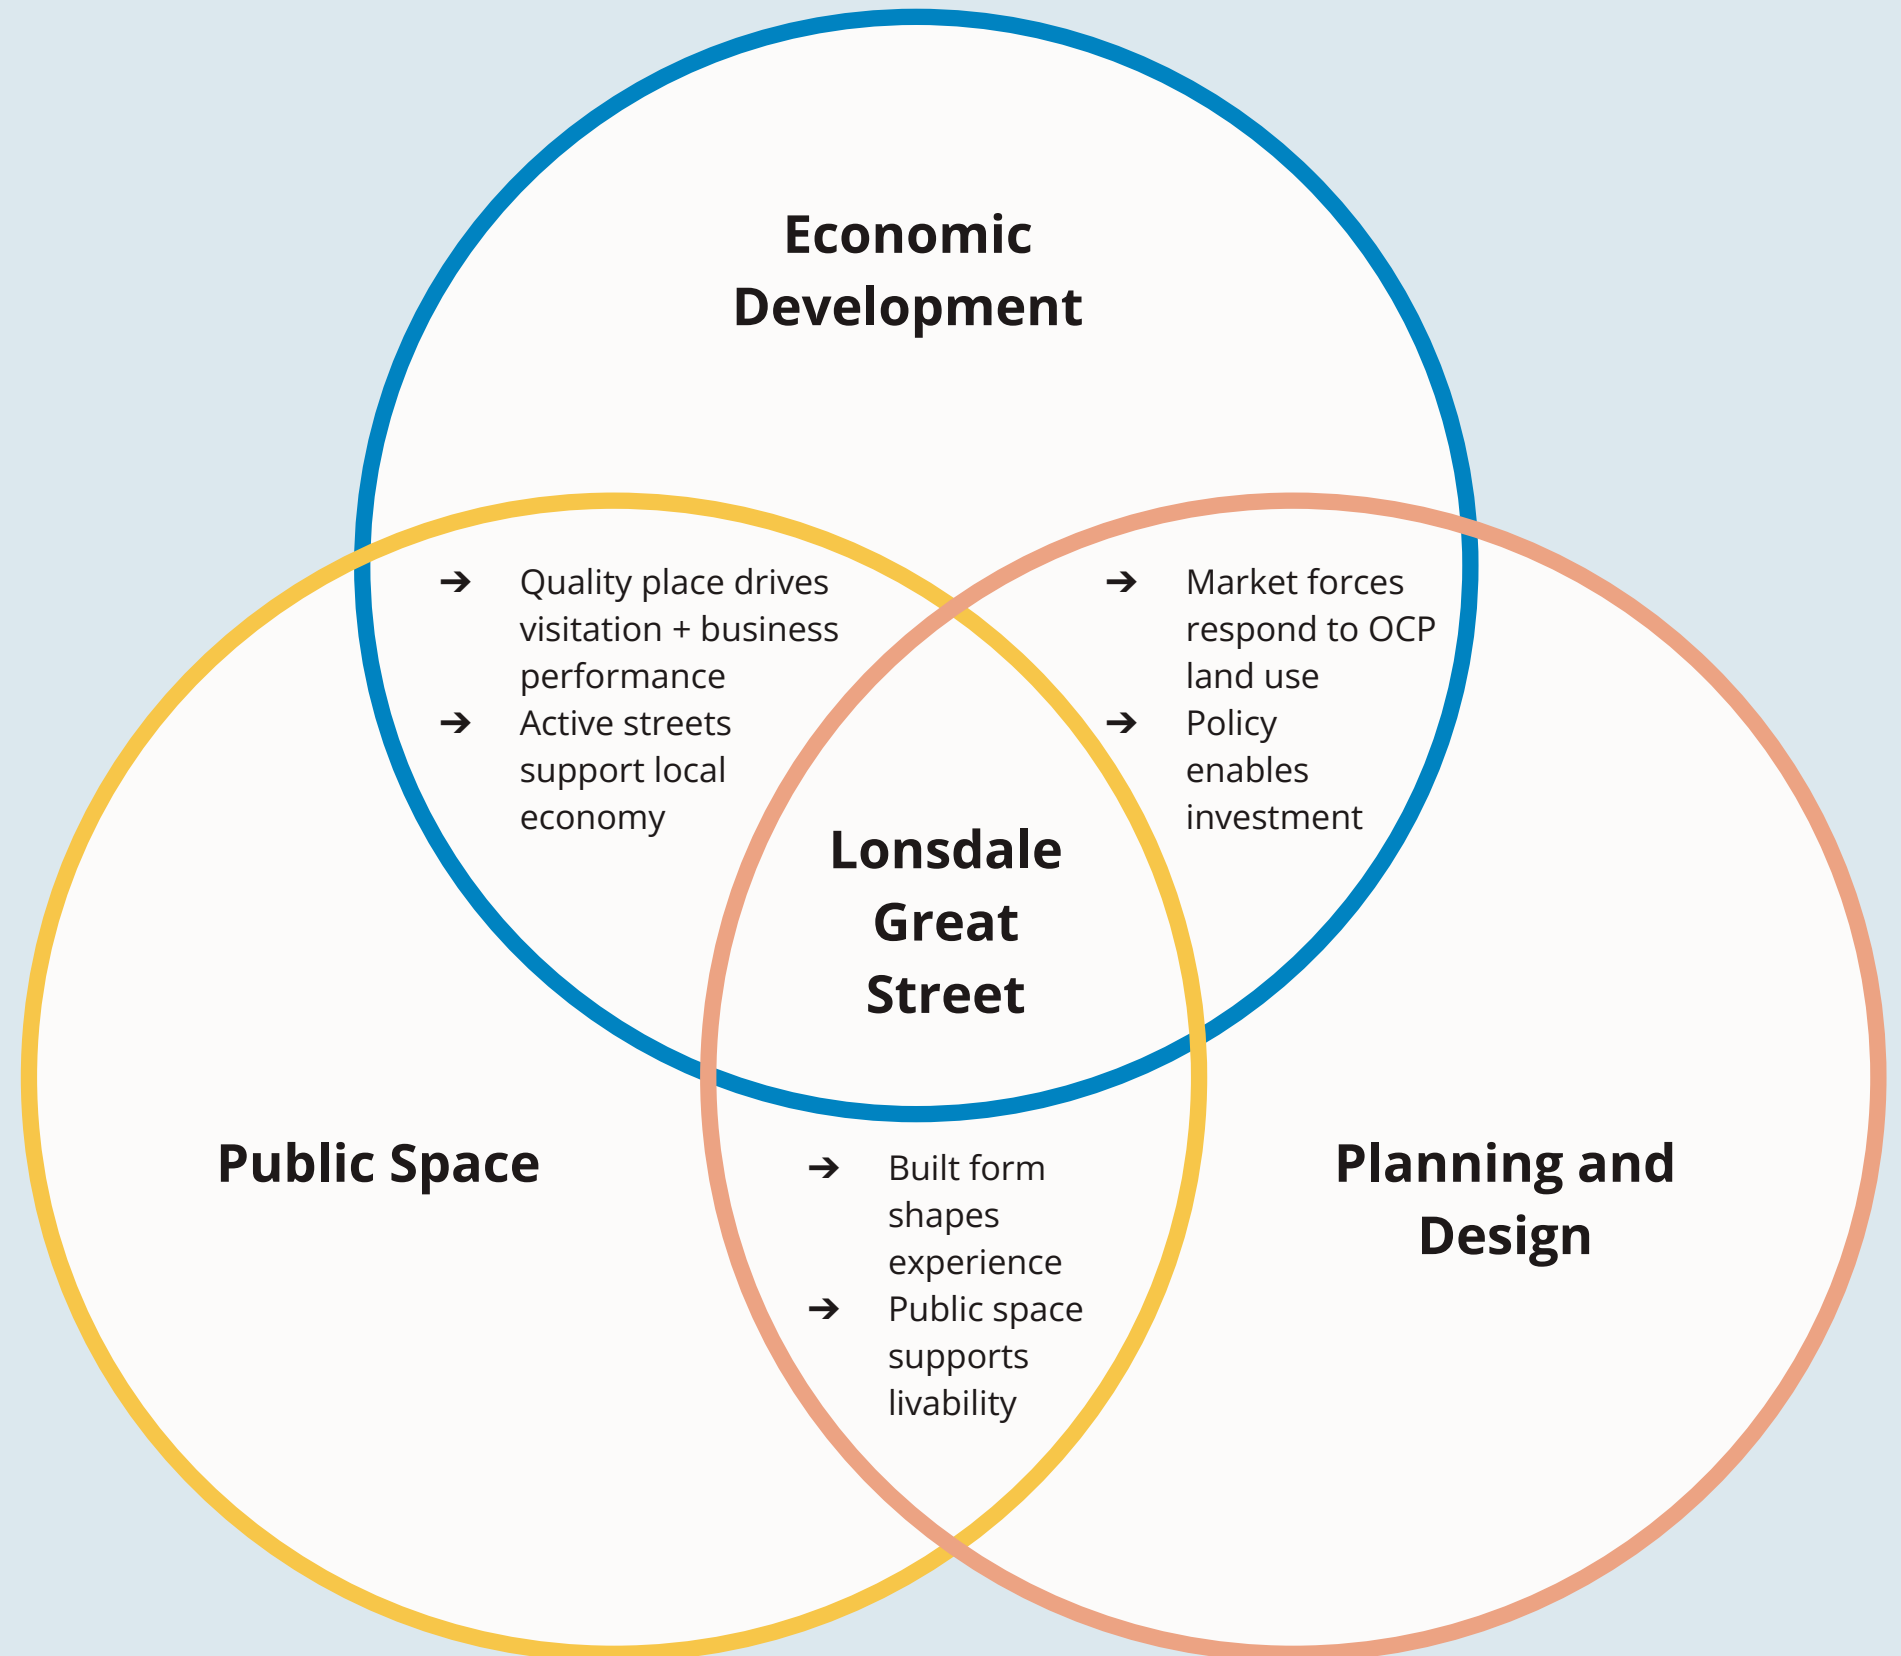 Economic
Development
➔ Quality place drives
visitation + business
performance
➔ Active streets
support local
economy
➔ Market forces
respond to OCP
land use
➔ Policy
enables
investment
Lonsdale
Great
Street
Public Space
Planning and
Design
➔ Built form
shapes
experience
➔ Public space
supports
livability